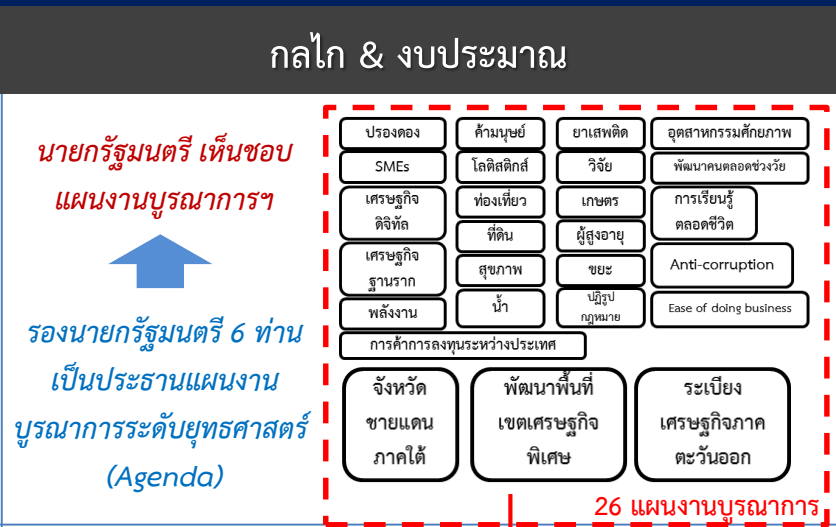 กลไก & งบประมาณ
นายกรัฐมนตรี เห็นชอบ
แผนงานบูรณาการฯ
รองนายกรัฐมนตรี 6 ท่าน
เป็นประธานแผนงาน
บูรณาการระดับยุทธศาสตร์
(Agenda)
ปรองดอง
ค้ามนุษย์
ยาเสพติด
อุตสาหกรรมศักยภาพ
SMEs
โลติสติกส์
วิจัย
พัฒนาคนตลอดช่วงวัย
เศรษฐกิจ
ดิจิทัล
ท่องเที่ยว
เกษตร
การเรียนรู้
ตลอดชีวิต
ที่ดิน
ผู้สูงอายุ
เศรษฐกิจ
ฐานราก
สุขภาพ
ขยะ
Anti-corruption
พลังงาน
น้ำ
ปฏิรูป
กฎหมาย
Ease of doing business
การค้าการลงทุนระหว่างประเทศ
จังหวัด
ชายแดน
ภาคใต้
พัฒนาพื้นที่
เขตเศรษฐกิจ
พิเศษ
ระเบียง
เศรษฐกิจภาค
ตะวันออก
26 แผนงานบูรณาการ